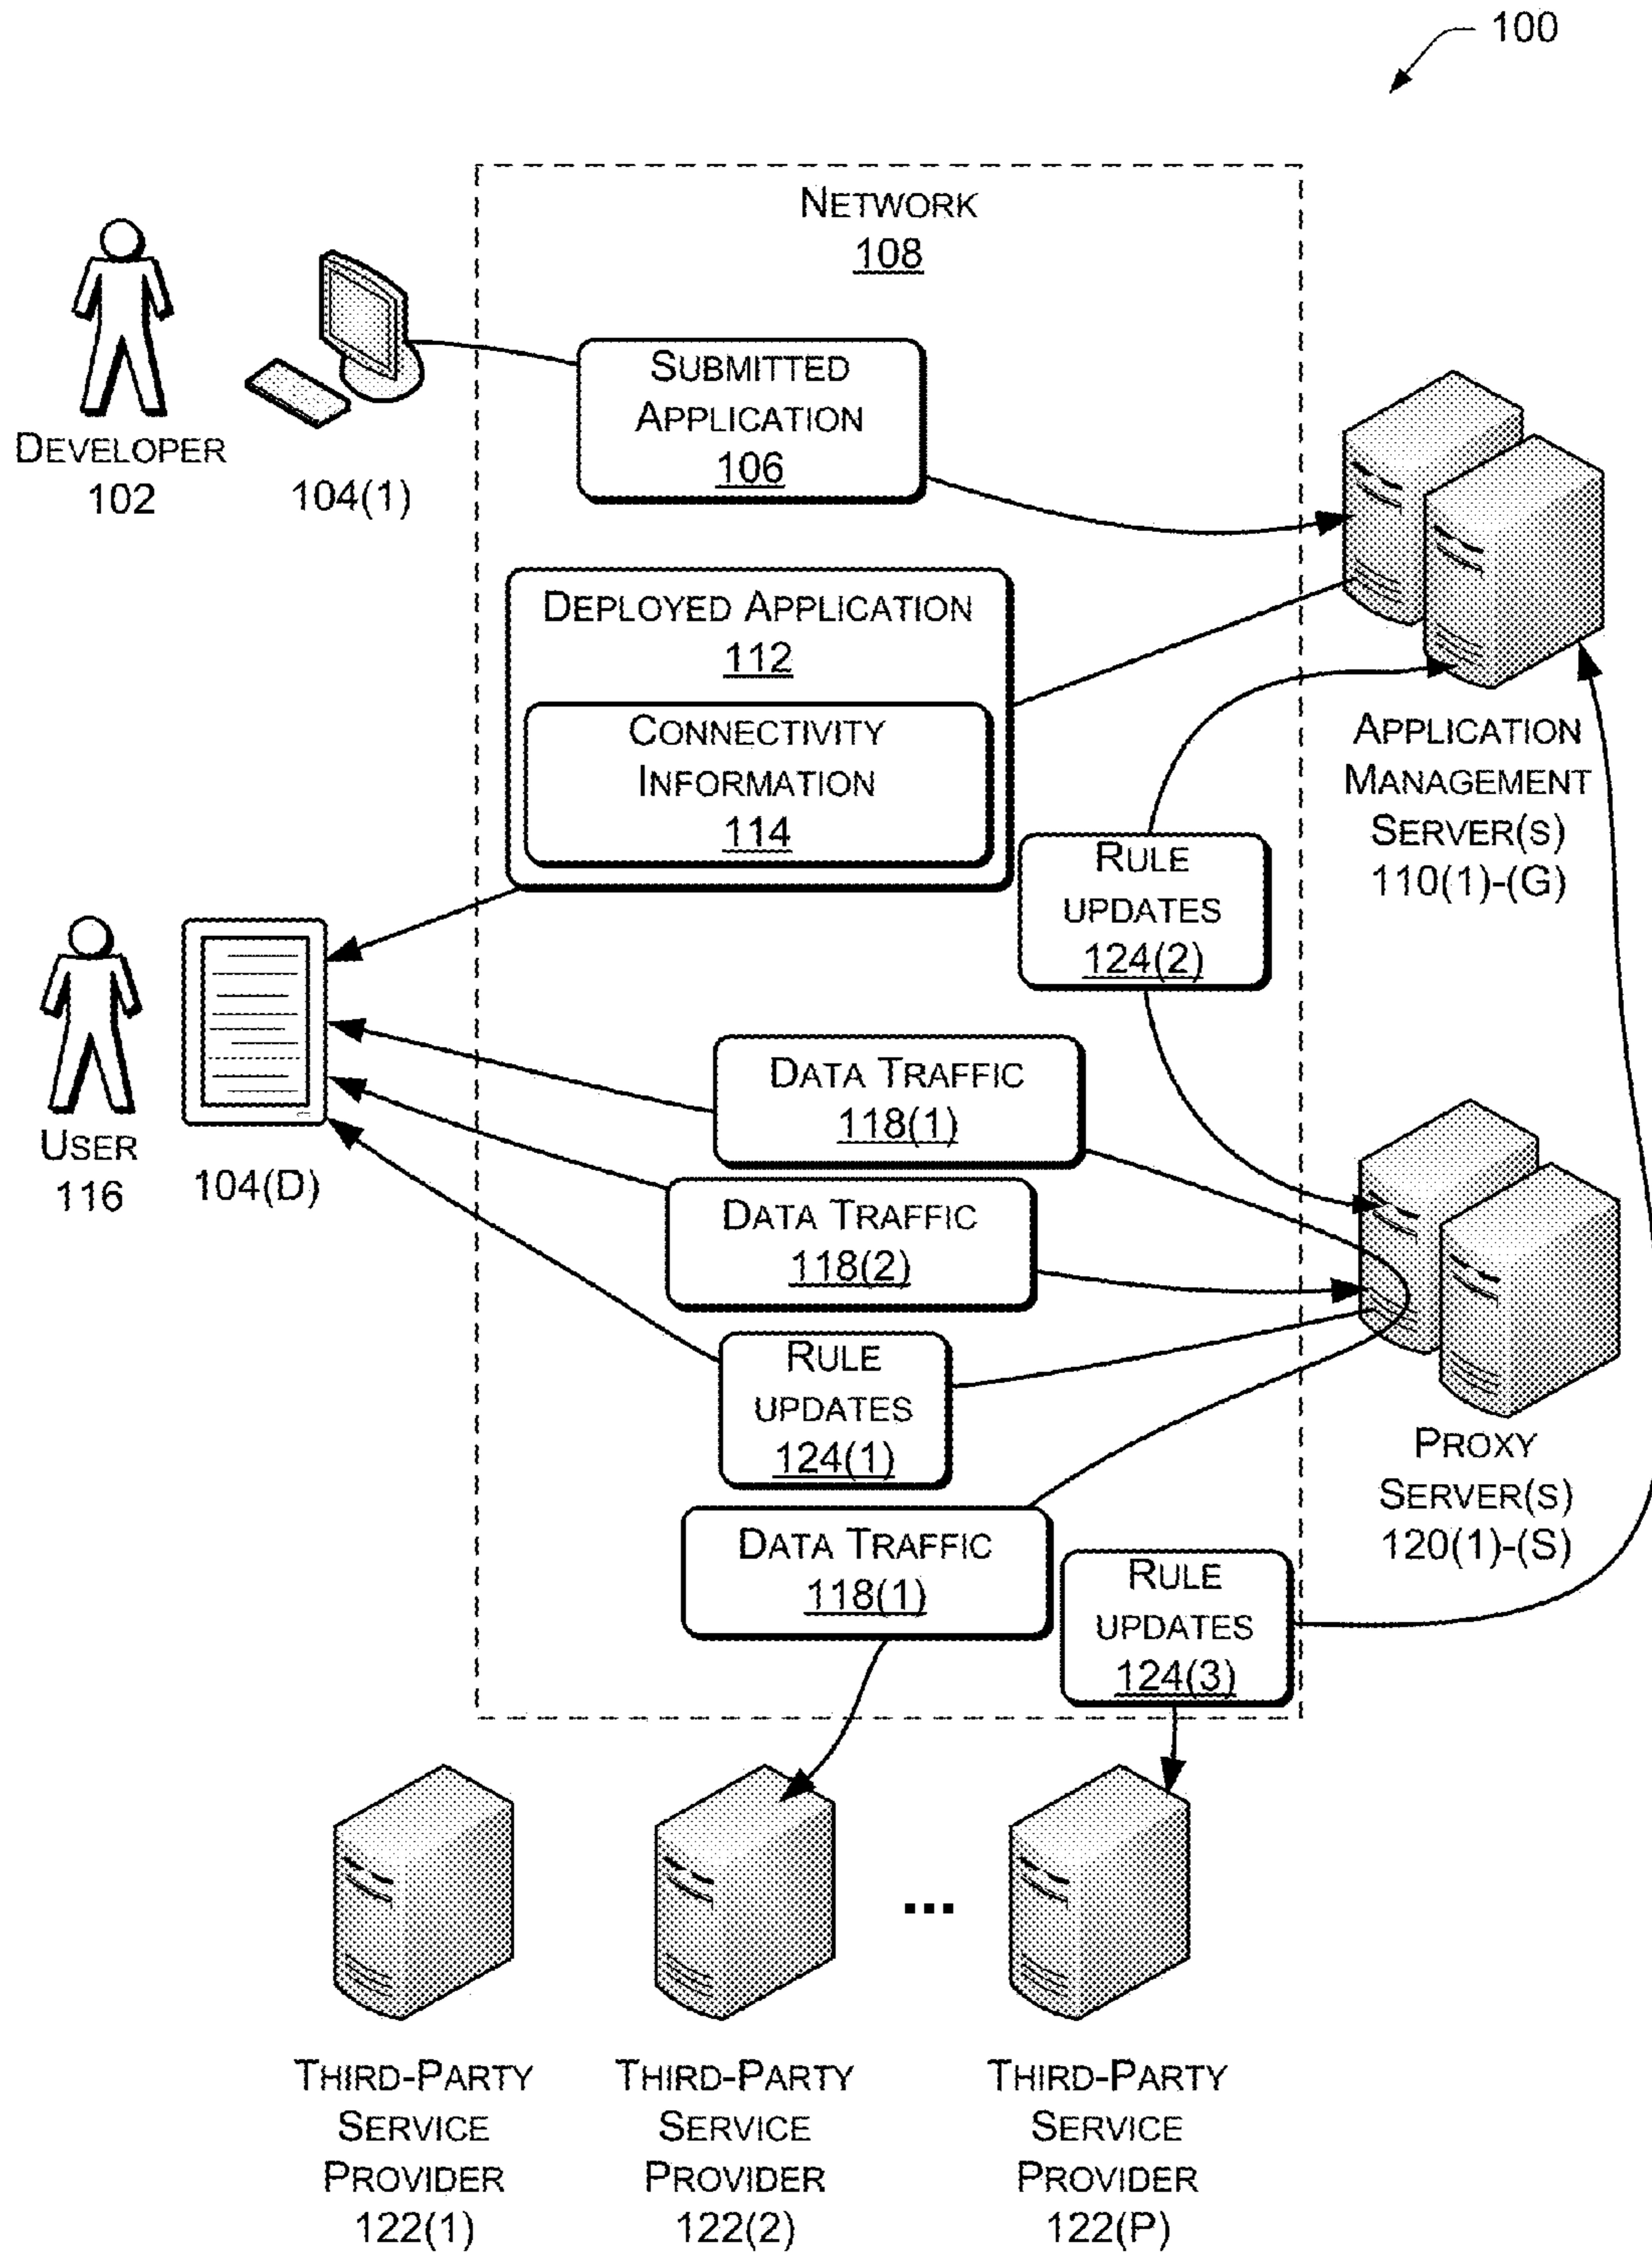 100
NETWORK
108
DEVELOPER
102
104(1)
SUBMITTED
APPLICATION
106
DEPLOYED APPLICATION
112
CONNECTIVITY
INFORMATION
114
APPLICATION
MANAGEMENT
SERVER(S)
110(1)-(G)
RULE
UPDATES
124(2)
USER
116
104(D)
DATA TRAFFIC
118(1)
DATA TRAFFIC
118(2)
RULE
UPDATES
124(1)
PROXY
SERVER(S)
120(1)-(S)
DATA TRAFFIC
118(1)
RULE
UPDATES
124(3)
...
THIRD-PARTY
SERVICE
PROVIDER
122(1)
THIRD-PARTY
SERVICE
PROVIDER
122(2)
THIRD-PARTY
SERVICE
PROVIDER
122(P)